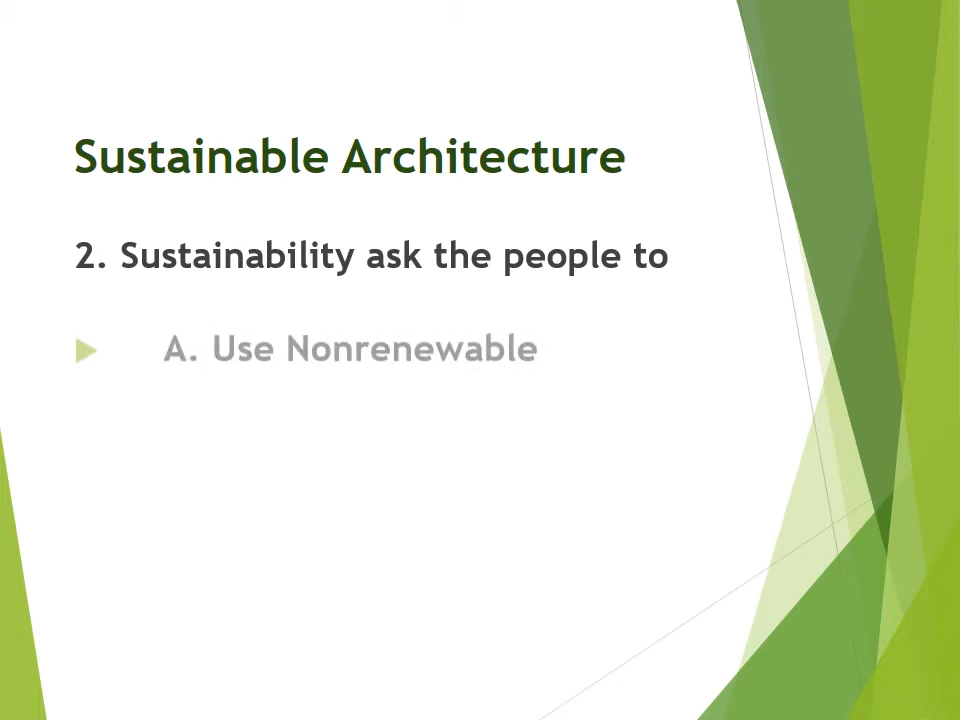 Sustainable Architecture
2. Sustainability ask the people to
A. Use Nonrenewable